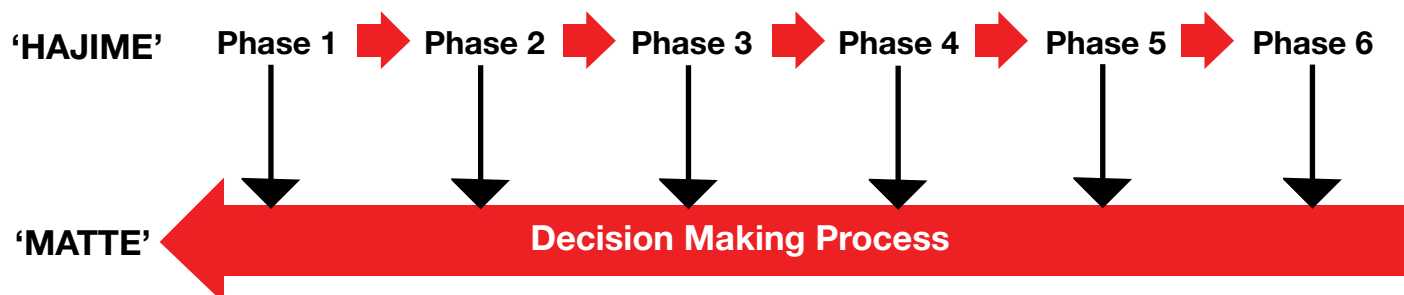 ‘HAJIME’ Phase 1 Phase 2 Phase 3 Phase 4 Phase 5 Phase 6
‘MATTE’ Decision Making Process